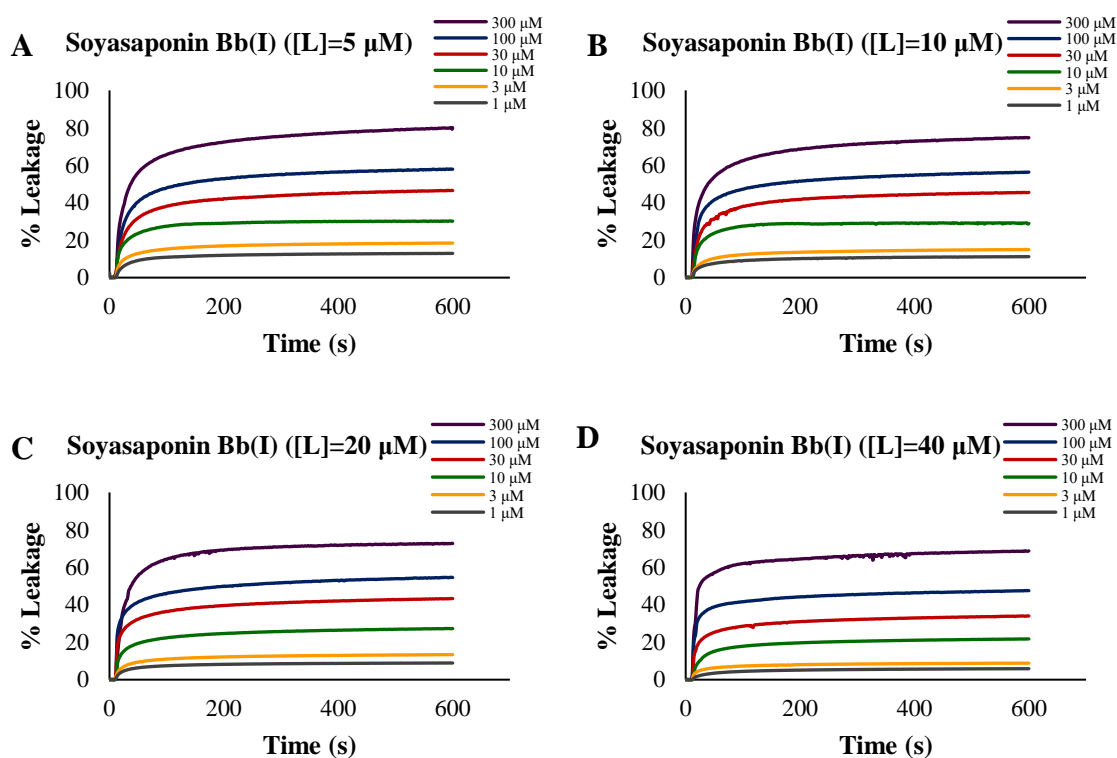 A
Soyasaponin Bb(I) ([L]=5 μM)
300 μM
100 μM
30 μM
10 μM
3 μM
1 μM
% Leakage
100
80
60
40
20
0
0 200 400 600
Time (s)
B
Soyasaponin Bb(I) ([L]=10 μM)
300 μM
100 μM
30 μM
10 μM
3 μM
1 μM
% Leakage
100
80
60
40
20
0
0 200 400 600
Time (s)
C
Soyasaponin Bb(I) ([L]=20 μM)
300 μM
100 μM
30 μM
10 μM
3 μM
1 μM
% Leakage
100
80
60
40
20
0
0 200 400 600
Time (s)
D
Soyasaponin Bb(I) ([L]=40 μM)
300 μM
100 μM
30 μM
10 μM
3 μM
1 μM
% Leakage
100
80
60
40
20
0
0 200 400 600
Time (s)